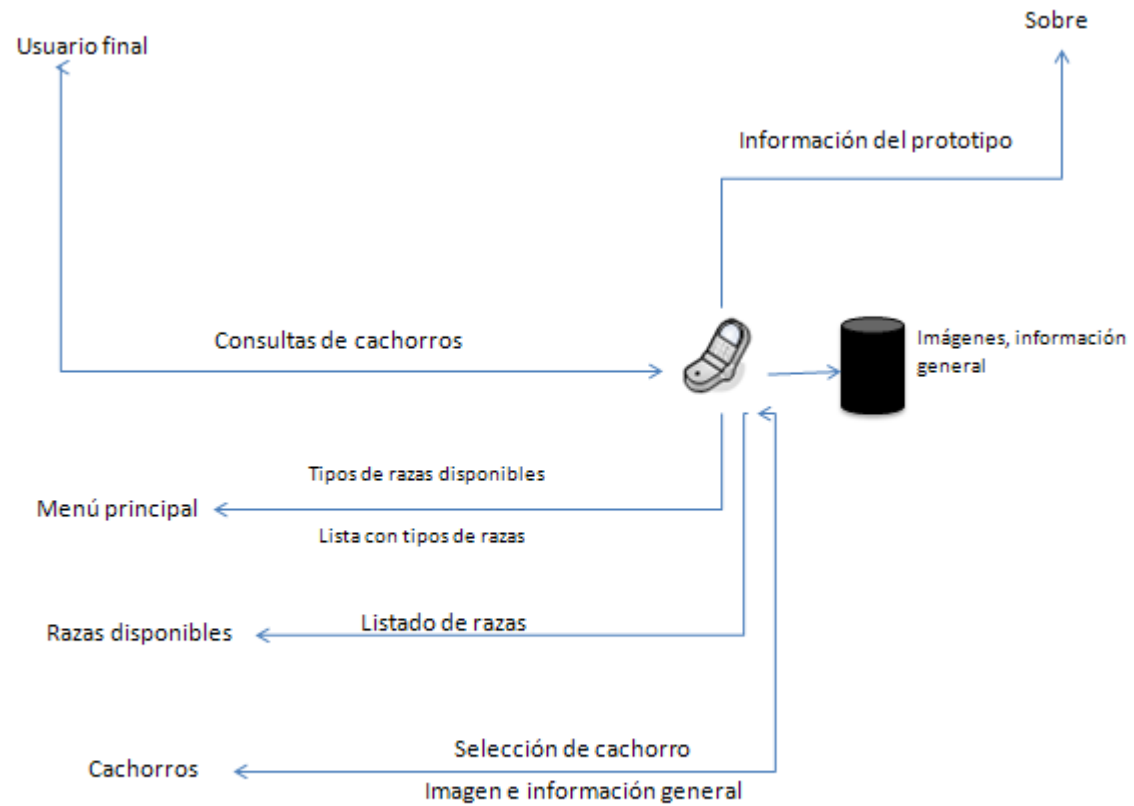 Sobre
Usuario final
Información del prototipo
Consultas de cachorros
Imágenes, información
general
Tipos de razas disponibles
Menú principal
Lista con tipos de razas
Listado de razas
Razas disponibles
Selección de cachorro
Cachorros
Imagen e información general